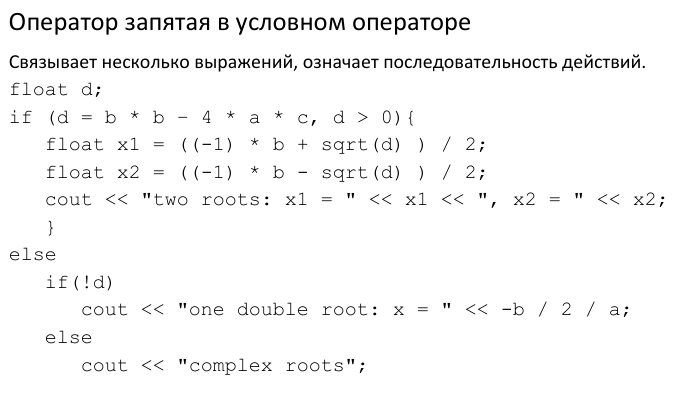 Оператор запятая в условном операторе
Связывает несколько выражений, означает последовательность действий.
float d;
if (d = b * b – 4 * a * c, d > 0){
   float x1 = ((-1) * b + sqrt(d) ) / 2;
   float x2 = ((-1) * b - sqrt(d) ) / 2;
   cout << "two roots: x1 = " << x1 << ", x2 = " << x2;
   }
else
   if(!d)
      cout << "one double root: x = " << -b / 2 / a;
   else
      cout << "complex roots";